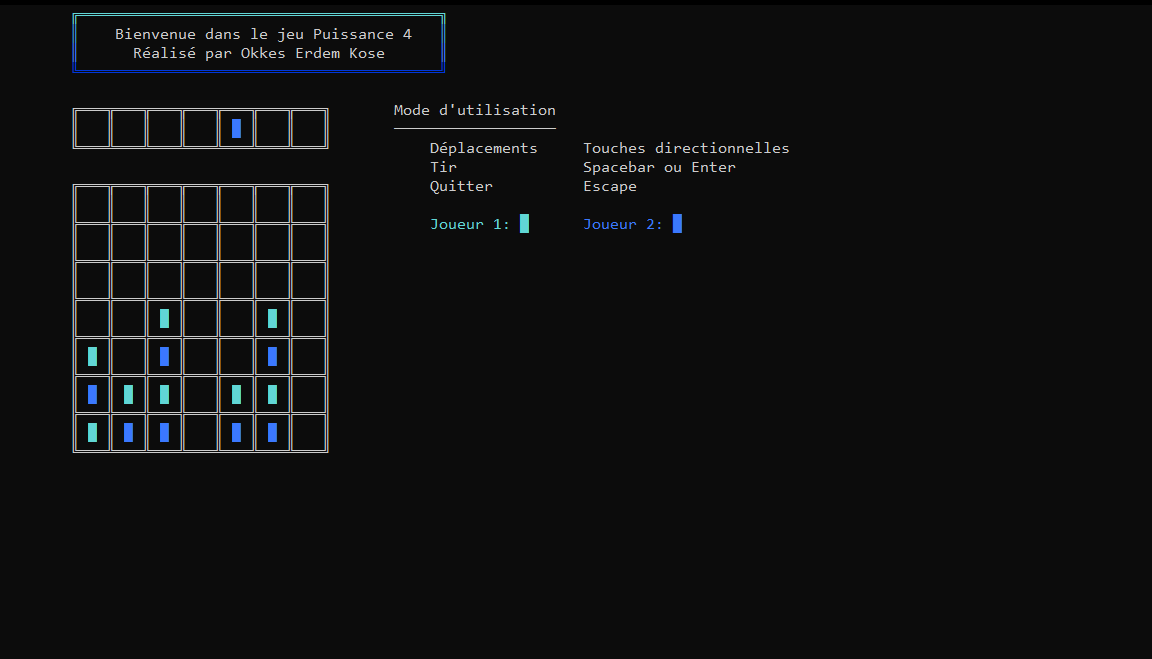 Bienvenue dans le jeu Puissance 4
Réalisé par Okkes Erdem Kose
Mode d'utilisation
Déplacements Touches directionnelles
Tir Spacebar ou Enter
Quitter Escape
Joueur 1: Joueur 2: